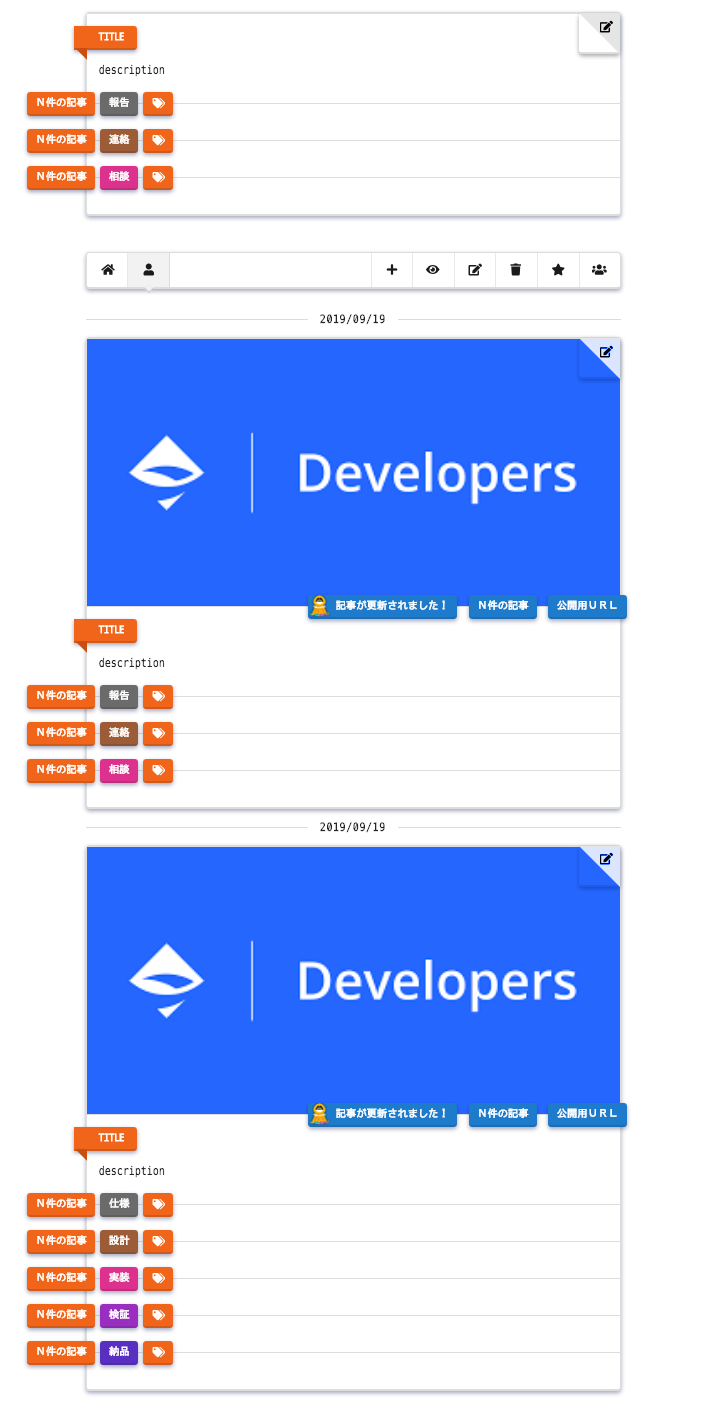 TITLE
description
N件の記事 報告
N件の記事 連絡
N件の記事 相談
2019/09/19
Developers
記事が更新されました! N件の記事 公開用URL
TITLE
description
N件の記事 報告
N件の記事 連絡
N件の記事 相談
2019/09/19
Developers
記事が更新されました! N件の記事 公開用URL
TITLE
description
N件の記事 仕様
N件の記事 設計
N件の記事 実装
N件の記事 検証
N件の記事 納品